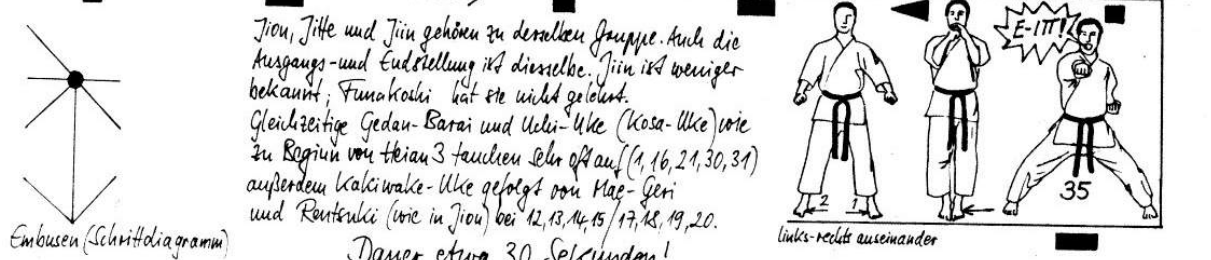 Jion, Jitte und Jiin gehören zu derselben Gruppe. Auch die
Ausgangs- und Endstellung ist diesselbe. Jiin ist weniger
bekannt; Funakoshi hat sie nicht gelehrt.
Gleichzeitige Gedan-Barai und Uchi-Uke (Kosa-Uke) wie
zu Beginn von Heian 3 tauchen sehr oft auf (1,16,21,30,31)
außerdem Kakiwake-Uke gefolgt von Mae-Geri
und Rentsuki (wie in Jion) bei 12,13,14,15/17,18,19,20.
Dauer etwa 30 Sekunden!
Embusen (Schrittdiagramm)
E-ITT!
2 1
35
links-rechts auseinander